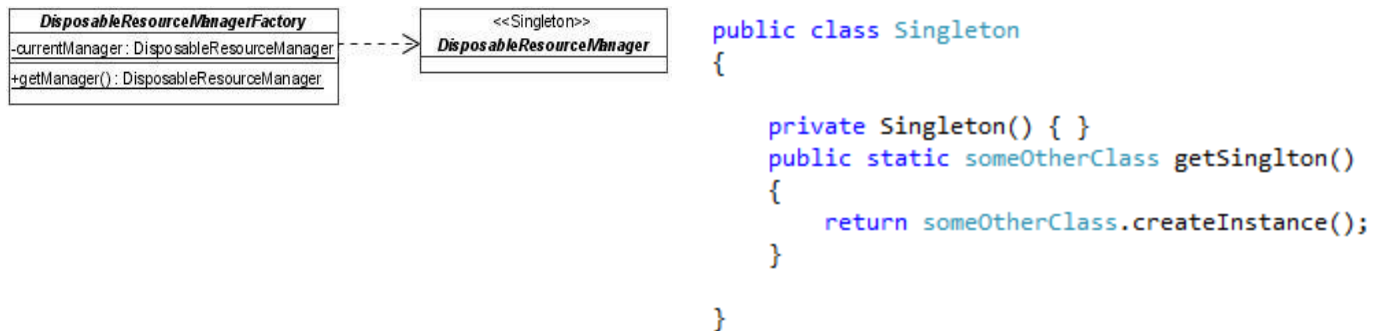 DisposableResourceManagerFactory
-currentManager : DisposableResourceManager
+getManager() : DisposableResourceManager
<<Singleton>>
DisposableResourceManager
public class Singleton
{
private Singleton() { }
public static someOtherClass getSinglton()
{
return someOtherClass.createInstance();
}
}